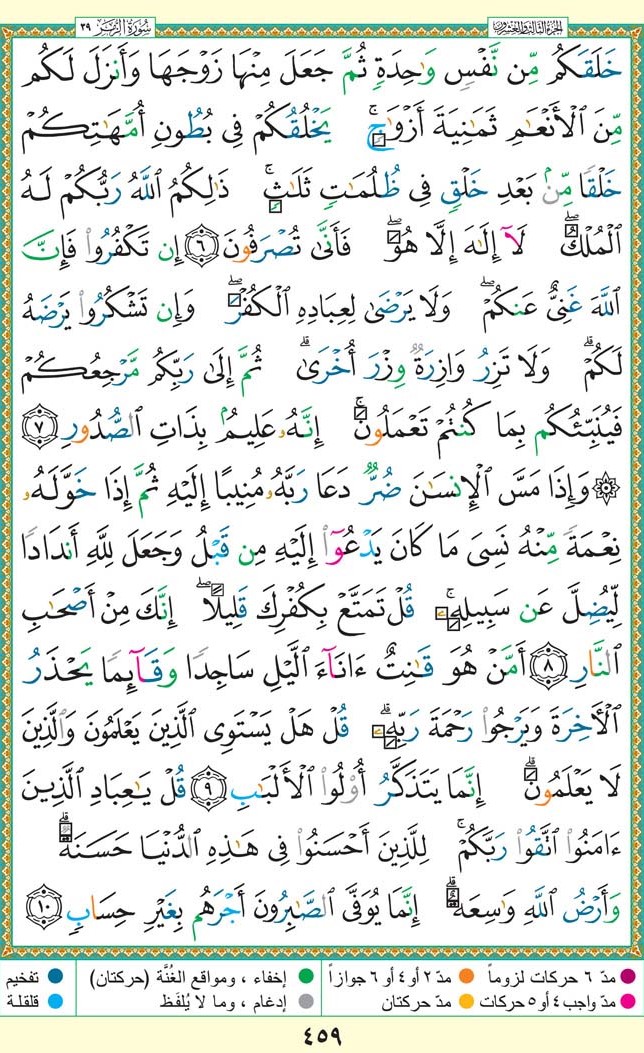 سُورَةُ الزُّمَرِ ٣٩
الجزء الثالث والعشرون
خَلَقَكُم مِّن نَّفْسٍ وَٰحِدَةٍ ثُمَّ جَعَلَ مِنْهَا زَوْجَهَا وَأَنزَلَ لَكُم
مِّنَ ٱلْأَنْعَـٰمِ ثَمَـٰنِيَةَ أَزْوَٰجٍ ۚ يَخْلُقُكُمْ فِى بُطُونِ أُمَّهَـٰتِكُمْ
خَلْقًا مِّنۢ بَعْدِ خَلْقٍ فِى ظُلُمَـٰتٍ ثَلَـٰثٍ ۚ ذَٰلِكُمُ ٱللَّهُ رَبُّكُمْ لَهُ
ٱلْمُلْكُ ۖ لَآ إِلَـٰهَ إِلَّا هُوَ ۖ فَأَنَّىٰ تُصْرَفُونَ ٦ إِن تَكْفُرُوا۟ فَإِنَّ
ٱللَّهَ غَنِىٌّ عَنكُمْ ۖ وَلَا يَرْضَىٰ لِعِبَادِهِ ٱلْكُفْرَ ۖ وَإِن تَشْكُرُوا۟ يَرْضَهُ
لَكُمْ ۗ وَلَا تَزِرُ وَازِرَةٌ وِزْرَ أُخْرَىٰ ۗ ثُمَّ إِلَىٰ رَبِّكُم مَّرْجِعُكُمْ
فَيُنَبِّئُكُم بِمَا كُنتُمْ تَعْمَلُونَ ۚ إِنَّهُۥ عَلِيمٌۢ بِذَاتِ ٱلصُّدُورِ ٧
۞ وَإِذَا مَسَّ ٱلْإِنسَـٰنَ ضُرٌّ دَعَا رَبَّهُۥ مُنِيبًا إِلَيْهِ ثُمَّ إِذَا خَوَّلَهُۥ
نِعْمَةً مِّنْهُ نَسِىَ مَا كَانَ يَدْعُوٓا۟ إِلَيْهِ مِن قَبْلُ وَجَعَلَ لِلَّهِ أَندَادًا
لِّيُضِلَّ عَن سَبِيلِهِۦ ۚ قُلْ تَمَتَّعْ بِكُفْرِكَ قَلِيلًا ۖ إِنَّكَ مِنْ أَصْحَـٰبِ
ٱلنَّارِ ٨ أَمَّنْ هُوَ قَـٰنِتٌ ءَانَآءَ ٱلَّيْلِ سَاجِدًا وَقَآئِمًا يَحْذَرُ
ٱلْـَٔاخِرَةَ وَيَرْجُوا۟ رَحْمَةَ رَبِّهِۦ ۗ قُلْ هَلْ يَسْتَوِى ٱلَّذِينَ يَعْلَمُونَ وَٱلَّذِينَ
لَا يَعْلَمُونَ ۗ إِنَّمَا يَتَذَكَّرُ أُو۟لُوا۟ ٱلْأَلْبَـٰبِ ٩ قُلْ يَـٰعِبَادِ ٱلَّذِينَ
ءَامَنُوا۟ ٱتَّقُوا۟ رَبَّكُمْ ۚ لِلَّذِينَ أَحْسَنُوا۟ فِى هَـٰذِهِ ٱلدُّنْيَا حَسَنَةٌ ۗ
وَأَرْضُ ٱللَّهِ وَٰسِعَةٌ ۗ إِنَّمَا يُوَفَّى ٱلصَّـٰبِرُونَ أَجْرَهُم بِغَيْرِ حِسَابٍ ١٠
مدّ ٦ حركات لزوماً مدّ ٢ أو ٤ أو ٦ جوازاً إخفاء ، ومواقع الغُنَّة (حركتان) تفخيم
مدّ واجب ٤ أو ٥ حركات مدّ حركتان إدغام ، وما لا يُلفَظ قلقلة
٤٥٩